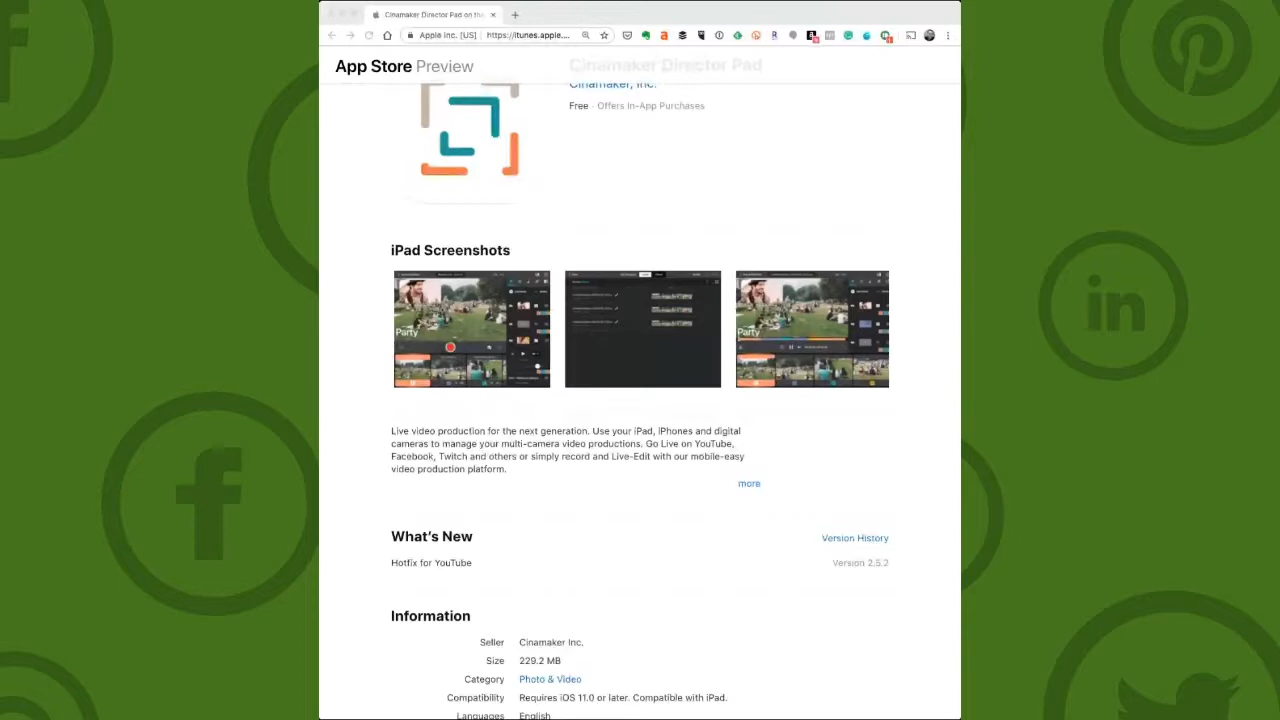 Cinamaker Director Pad on the
Apple Inc. [US]
https://itunes.apple....
App Store Preview
Cinamaker Director Pad
Cinamaker, Inc.
Free · Offers In-App Purchases
iPad Screenshots
Party
Party
Live video production for the next generation. Use your iPad, iPhones and digital
cameras to manage your multi-camera video productions. Go Live on YouTube,
Facebook, Twitch and others or simply record and Live-Edit with our mobile-easy
video production platform.
more
What's New
Version History
Hotfix for YouTube
Version 2.5.2
Information
Seller Cinamaker Inc.
Size 229.2 MB
Category Photo & Video
Compatibility Requires iOS 11.0 or later. Compatible with iPad.
Languages English
in